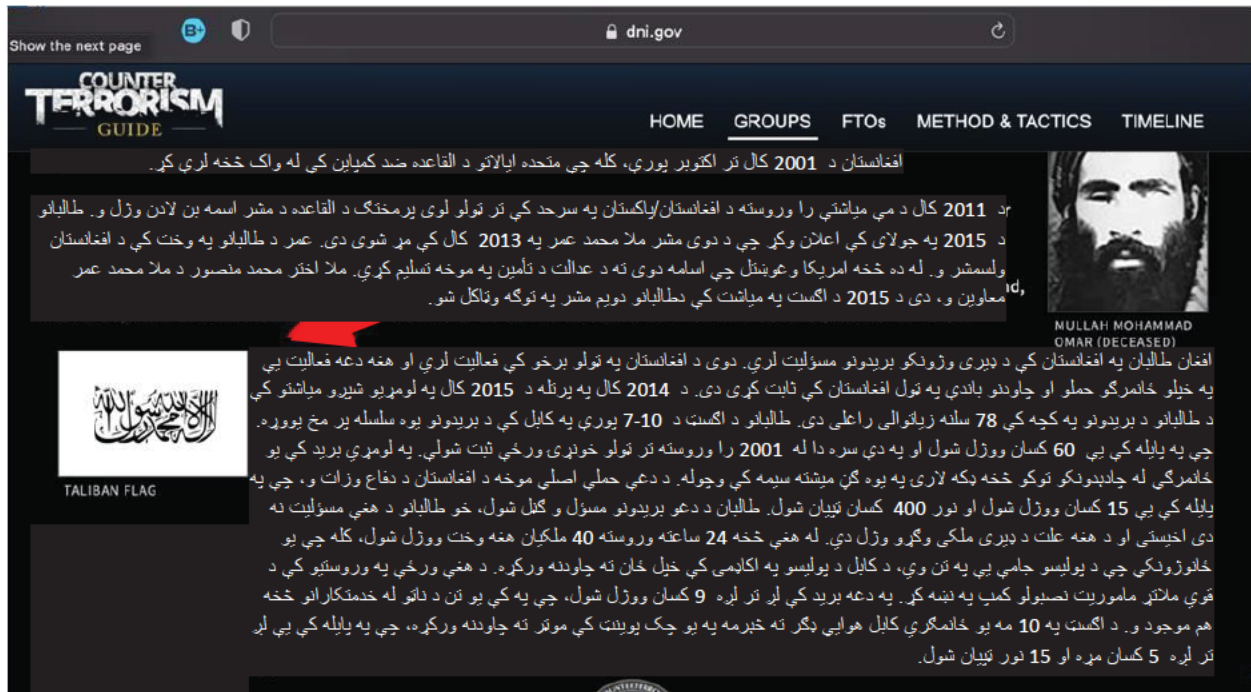 Show the next page
B+
dni.gov
COUNTER
TERRORISM
GUIDE
HOME GROUPS FTOs METHOD & TACTICS TIMELINE
افغانستان د 2001 کال تر اکتوبر پورې، کله چې متحده ایالاتو د القاعده ضد کمپاین کې له واک څخه لرې کړ.
د 2011 کال د مې میاشتې را وروسته د افغانستان/پاکستان په سرحد کې تر ټولو لوی پرمختګ د القاعده د مشر اسمه بن لادن وژل و. طالبانو
د 2015 په جولای کې اعلان وکړ چې د دوی مشر ملا محمد عمر په 2013 کال کې مړ شوی دی. عمر د طالبانو په وخت کې د افغانستان
ولسمشر و. له ده څخه امریکا وغوښتل چې اسامه دوی ته د عدالت د تأمین په موخه تسلیم کړي. ملا اختر محمد منصور د ملا محمد عمر
معاوین و، دی د 2015 د اګست په میاشت کې دطالبانو دویم مشر په توګه وټاکل شو.
nd,
MULLAH MOHAMMAD
OMAR (DECEASED)
افغان طالبان په افغانستان کې د ډیری وژونکو بریدونو مسؤلیت لري. دوی د افغانستان په ټولو برخو کې فعالیت لري او هغه دغه فعالیت یې
په خپلو ځانمرګو حملو او چاودنو باندې په ټول افغانستان کې ثابت کړی دی. د 2014 کال په پرتله د 2015 کال په لومړیو شپږو میاشتو کې
د طالبانو د بریدونو په کچه کې 78 سلنه زیاتوالی راغلی دی. طالبانو د اګسټ د 10-7 پورې په کابل کې د بریدونو یوه سلسله پر مخ یووړه.
چې په پایله کې یې 60 کسان ووژل شول او په دې سره دا له 2001 را وروسته تر ټولو خونړۍ ورځې ثبت شولې. په لومړي برید کې یو
ځانمرګي له چاودېدونکو توکو څخه ډکه لارۍ په یوه ګڼ میشته سیمه کې وچوله. د دغې حملې اصلي موخه د افغانستان د دفاع وزات و، چې په
پایله کې یې 15 کسان ووژل شول او نور 400 کسان ټپیان شول. طالبان د دغو بریدونو مسؤل و ګڼل شول، خو طالبانو د هغې مسؤلیت نه
دی اخیستی او د هغه علت د ډیری ملکي وګړو وژل دي. له هغې څخه 24 ساعته وروسته 40 ملکیان هغه وخت ووژل شول، کله چې یو
ځانوژونکي چې د پولیسو جامې یې په تن وې، د کابل د پولیسو په اکاډمۍ کې خپل ځان ته چاودنه ورکړه. د هغې ورځې په وروستیو کې د
قوي ملاتړ ماموریت نصبولو کمپ په نښه کړ. په دغه برید کې لږ تر لږه 9 کسان ووژل شول، چې په کې یو تن د ناټو له خدمتکارانو څخه
هم موجود و. د اګسټ په 10 مه یو ځانمګري کابل هوایي ډګر ته څېرمه په یو چک پوینټ کې موټر ته چاودنه ورکړه، چې په پایله کې یې لږ
تر لږه 5 کسان مړه او 15 نور ټپیان شول.
TALIBAN FLAG